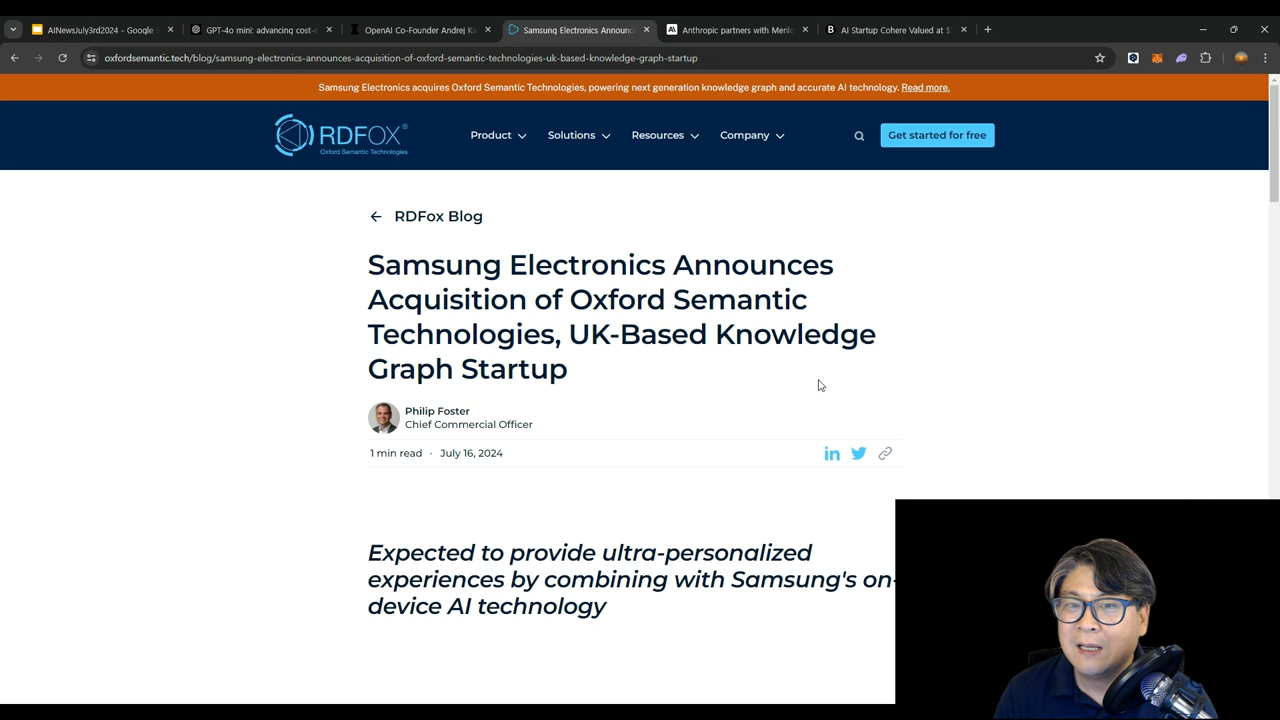 AINewsJuly3rd2024 - Google S
GPT-4o mini: advancing cost-e
OpenAI Co-Founder Andrej Ka
Samsung Electronics Announc
Anthropic partners with Menlo
AI Startup Cohere Valued at $
oxfordsemantic.tech/blog/samsung-electronics-announces-acquisition-of-oxford-semantic-technologies-uk-based-knowledge-graph-startup
Samsung Electronics acquires Oxford Semantic Technologies, powering next generation knowledge graph and accurate AI technology. Read more.
RDFOX®
Oxford Semantic Technologies
Product
Solutions
Resources
Company
Get started for free
RDFox Blog
Samsung Electronics Announces
Acquisition of Oxford Semantic
Technologies, UK-Based Knowledge
Graph Startup
Philip Foster
Chief Commercial Officer
1 min read · July 16, 2024
Expected to provide ultra-personalized
experiences by combining with Samsung's on-
device AI technology